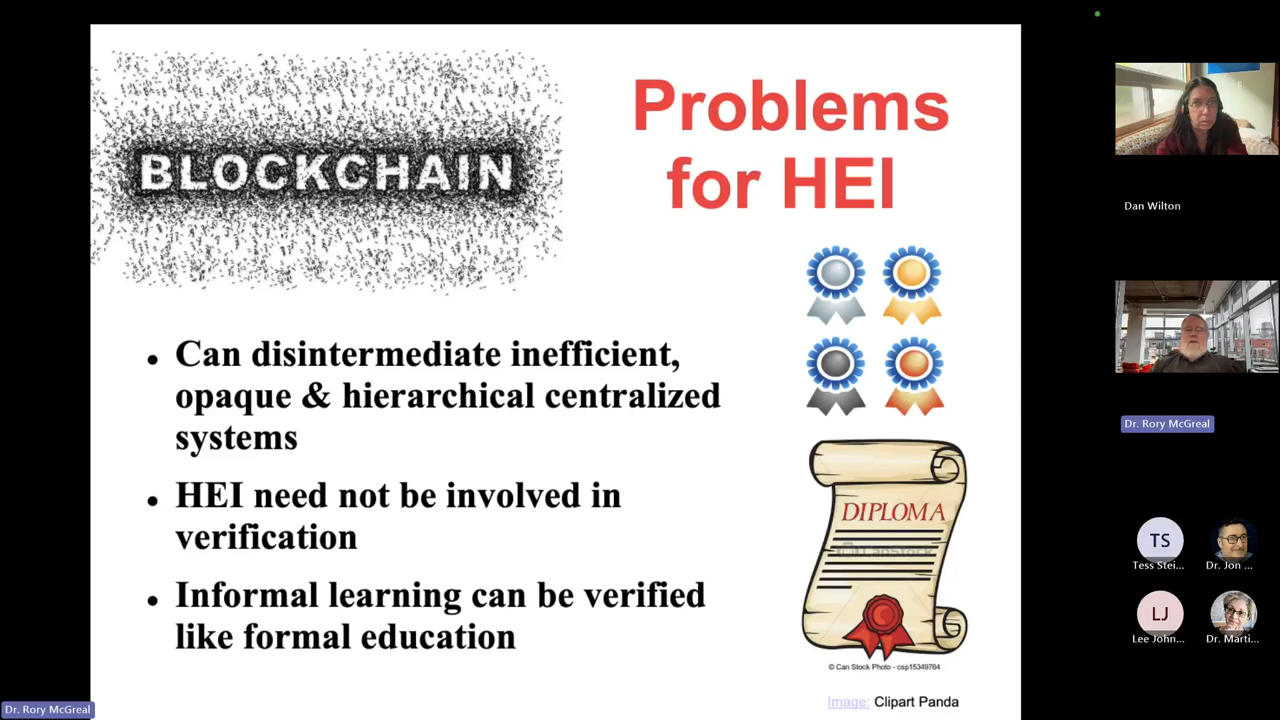 BLOCKCHAIN
Problems
for HEI
• Can disintermediate inefficient,
opaque & hierarchical centralized
systems
• HEI need not be involved in
verification
• Informal learning can be verified
like formal education
DIPLOMA
© CanStock
© Can Stock Photo - csp15349764
Image: Clipart Panda
Dan Wilton
Dr. Rory McGreal
TS
Tess Stei...
Dr. Jon ...
LJ
Lee John...
Dr. Marti...
Dr. Rory McGreal